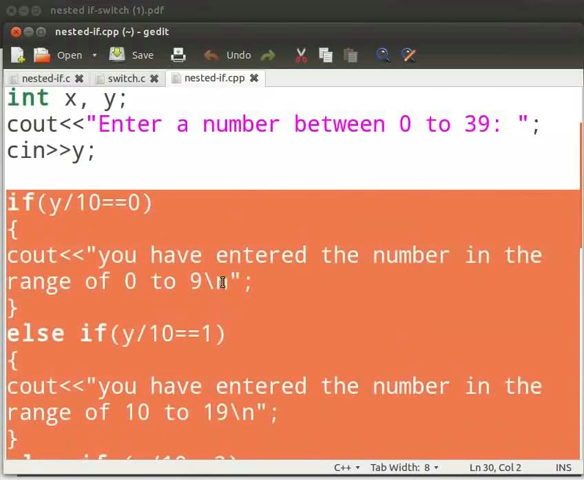 nested if-switch (1).pdf
nested-if.cpp (~) - gedit
Open Save Undo
nested-if.c switch.c nested-if.cpp
int x, y;
cout<<"Enter a number between 0 to 39: ";
cin>>y;
if(y/10==0)
{
cout<<"you have entered the number in the
range of 0 to 9\n";
}
else if(y/10==1)
{
cout<<"you have entered the number in the
range of 10 to 19\n";
}
C++ Tab Width: 8 Ln 30, Col 2 INS